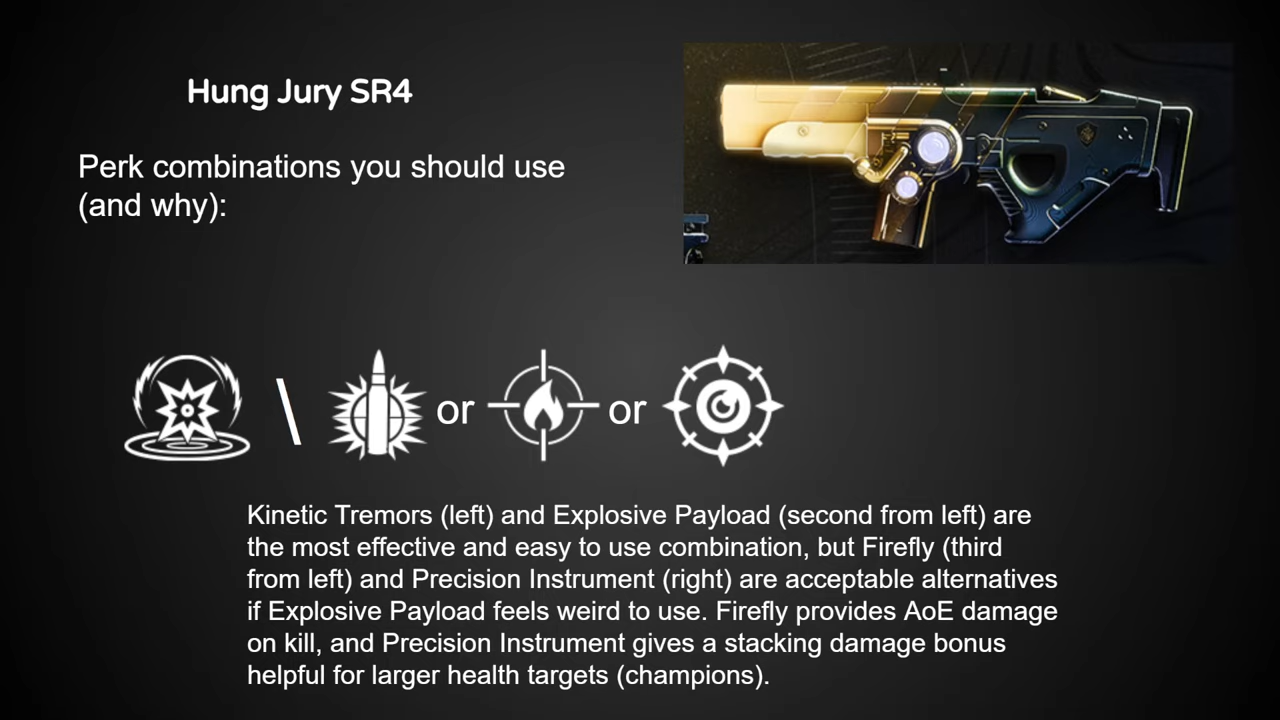 Hung Jury SR4
Perk combinations you should use
(and why):
\ or or
Kinetic Tremors (left) and Explosive Payload (second from left) are
the most effective and easy to use combination, but Firefly (third
from left) and Precision Instrument (right) are acceptable alternatives
if Explosive Payload feels weird to use. Firefly provides AoE damage
on kill, and Precision Instrument gives a stacking damage bonus
helpful for larger health targets (champions).